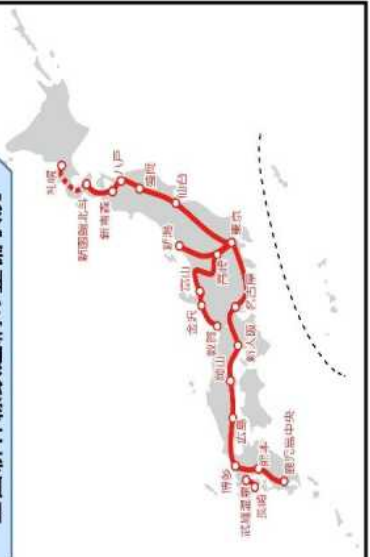 札幌
新函館北斗
新青森
八戸
盛岡
仙台
新潟
富山
高崎
東京
金沢
敦賀
名古屋
新大阪
岡山
広島
博多
熊本
武雄温泉
長崎
鹿児島中央